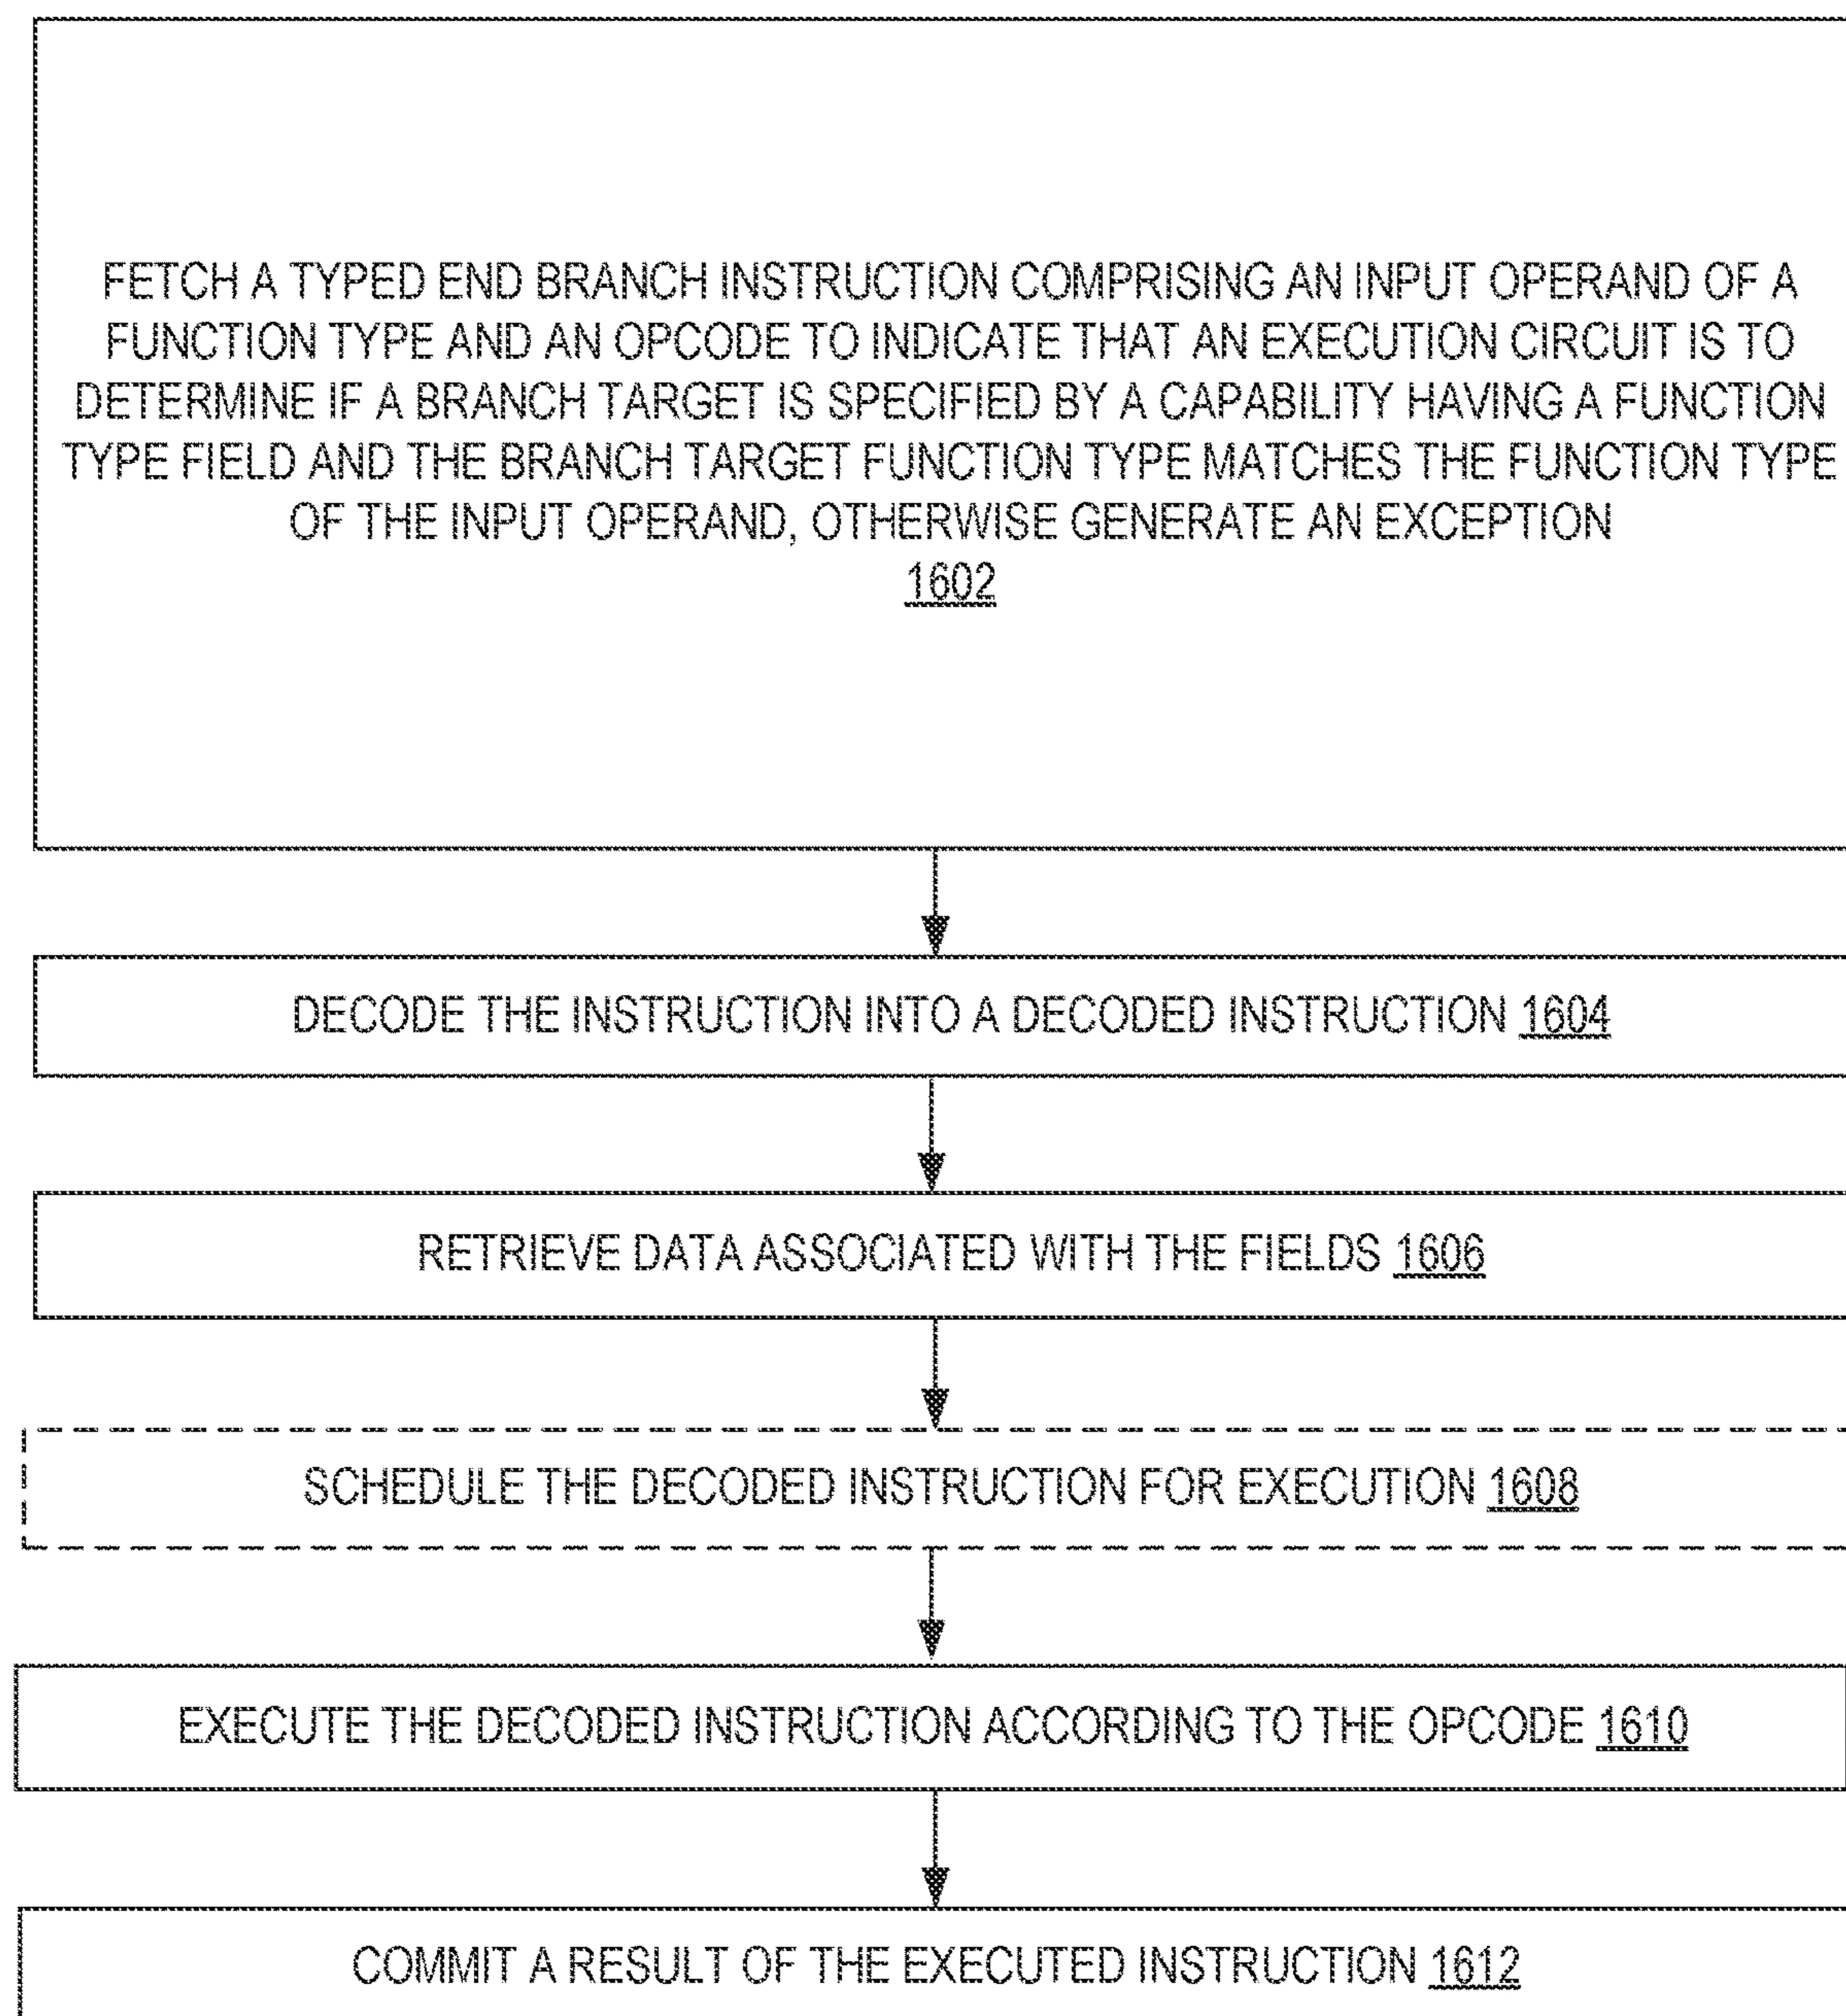 FETCH A TYPED END BRANCH INSTRUCTION COMPRISING AN INPUT OPERAND OF A
FUNCTION TYPE AND AN OPCODE TO INDICATE THAT AN EXECUTION CIRCUIT IS TO
DETERMINE IF A BRANCH TARGET IS SPECIFIED BY A CAPABILITY HAVING A FUNCTION
TYPE FIELD AND THE BRANCH TARGET FUNCTION TYPE MATCHES THE FUNCTION TYPE
OF THE INPUT OPERAND, OTHERWISE GENERATE AN EXCEPTION
1602
DECODE THE INSTRUCTION INTO A DECODED INSTRUCTION 1604
RETRIEVE DATA ASSOCIATED WITH THE FIELDS 1606
SCHEDULE THE DECODED INSTRUCTION FOR EXECUTION 1608
EXECUTE THE DECODED INSTRUCTION ACCORDING TO THE OPCODE 1610
COMMIT A RESULT OF THE EXECUTED INSTRUCTION 1612